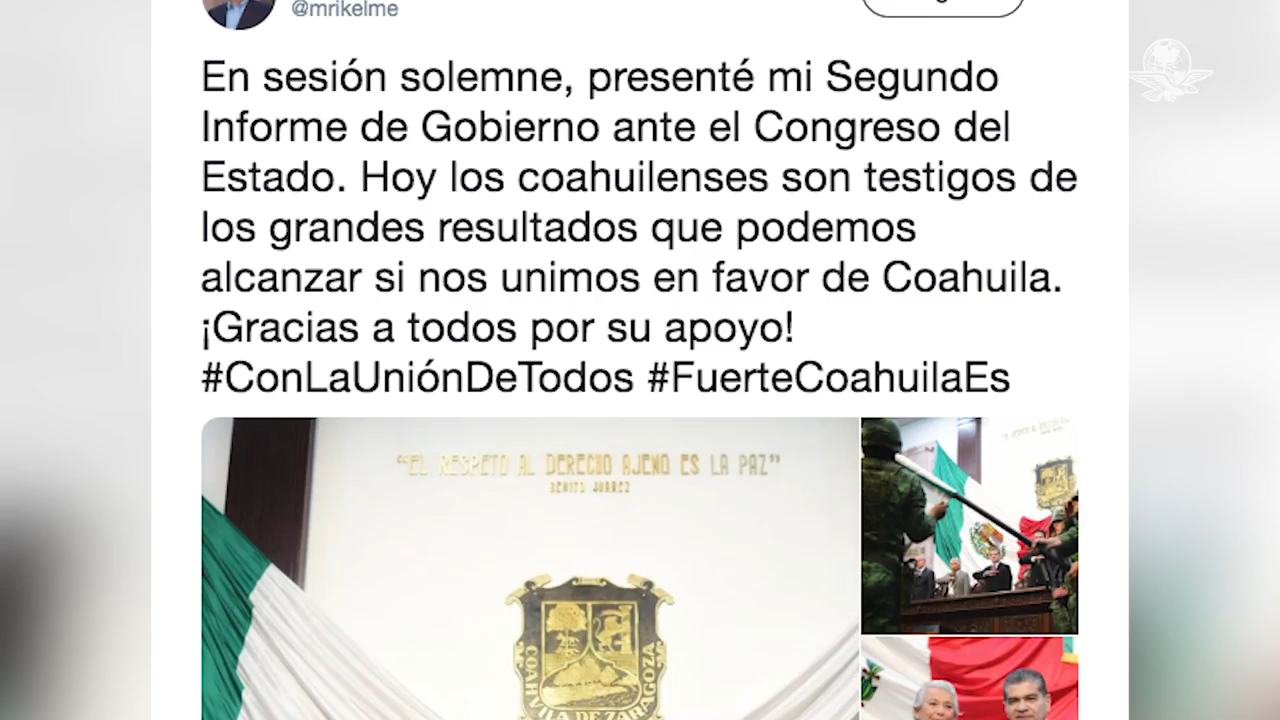 @mrikelme
En sesión solemne, presenté mi Segundo
Informe de Gobierno ante el Congreso del
Estado. Hoy los coahuilenses son testigos de
los grandes resultados que podemos
alcanzar si nos unimos en favor de Coahuila.
¡Gracias a todos por su apoyo!
#ConLaUniónDeTodos #FuerteCoahuilaEs
“EL RESPETO AL DERECHO AJENO ES LA PAZ”
BENITO JUAREZ
COAHVILA DE ZARAGOZA